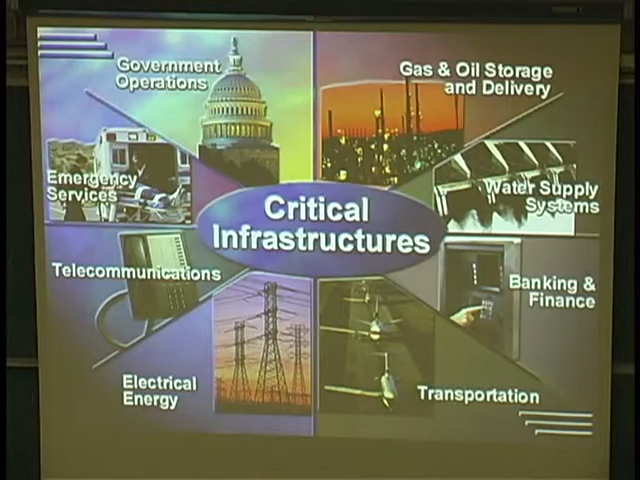 Government
Operations
Gas & Oil Storage
and Delivery
Emergency
Services
Water Supply
Systems
Critical
Infrastructures
Telecommunications
Banking &
Finance
Electrical
Energy
Transportation